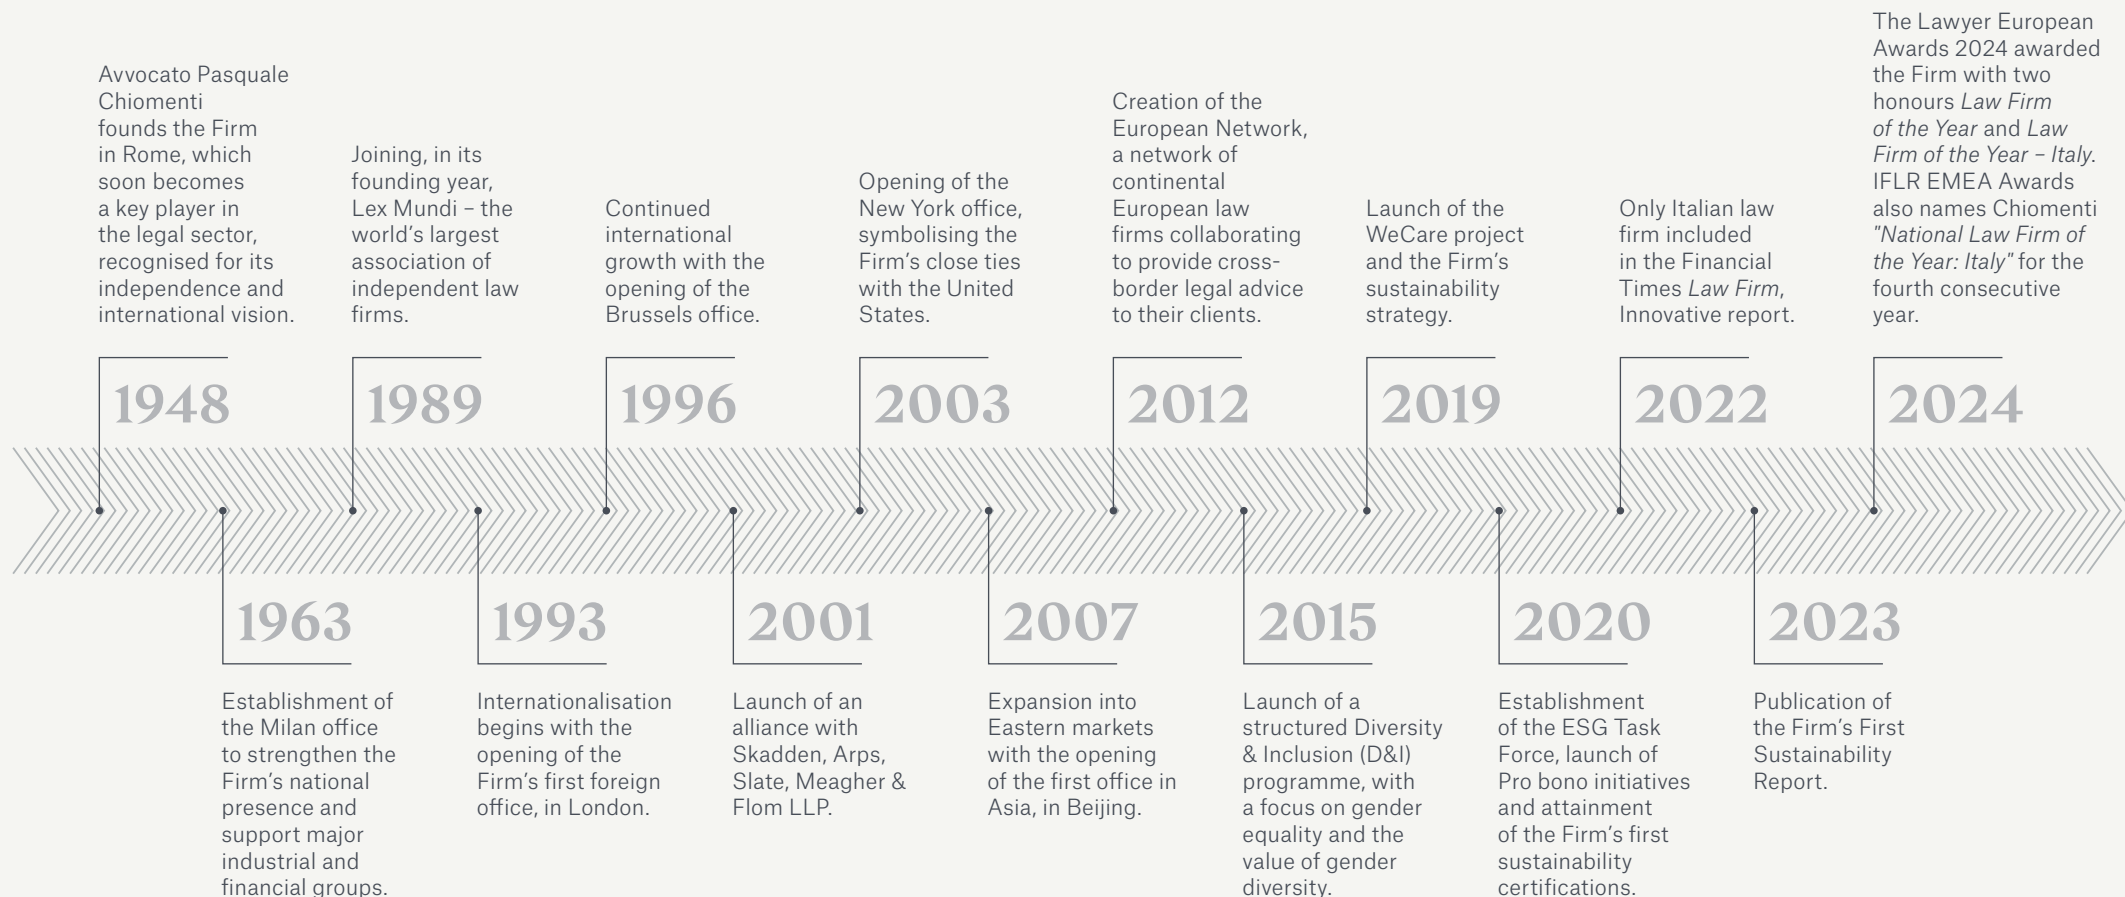 Avvocato Pasquale
Chiomenti
founds the Firm
in Rome, which
soon becomes
a key player in
the legal sector,
recognised for its
independence and
international vision.
1948
Establishment of
the Milan office
to strengthen the
Firm's national
presence and
support major
industrial and
financial groups.
1963
Joining, in its
founding year,
Lex Mundi – the
world's largest
association of
independent law
firms.
1989
1993
Internationalisation
begins with the
opening of the
Firm's first foreign
office, in London.
Continued
international
growth with the
opening of the
Brussels office.
1996
2001
Launch of an
alliance with
Skadden, Arps,
Slate, Meagher &
Flom LLP.
Opening of the
New York office,
symbolising the
Firm's close ties
with the United
States.
2003
2007
Expansion into
Eastern markets
with the opening
of the first office in
Asia, in Beijing.
Creation of the
European Network,
a network of
continental
European law
firms collaborating
to provide cross-
border legal advice
to their clients.
2012
2015
Launch of a
structured Diversity
& Inclusion (D&I)
programme, with
a focus on gender
equality and the
value of gender
diversity.
Launch of the
WeCare project
and the Firm's
sustainability
strategy.
2019
2020
Establishment
of the ESG Task
Force, launch of
Pro bono initiatives
and attainment
of the Firm's first
sustainability
certifications.
Only Italian law
firm included
in the Financial
Times Law Firm,
Innovative report.
2022
2023
Publication of
the Firm's First
Sustainability
Report.
The Lawyer European
Awards 2024 awarded
the Firm with two
honours Law Firm
of the Year and Law
Firm of the Year – Italy.
IFLR EMEA Awards
also names Chiomenti
"National Law Firm of
the Year: Italy" for the
fourth consecutive
year.
2024